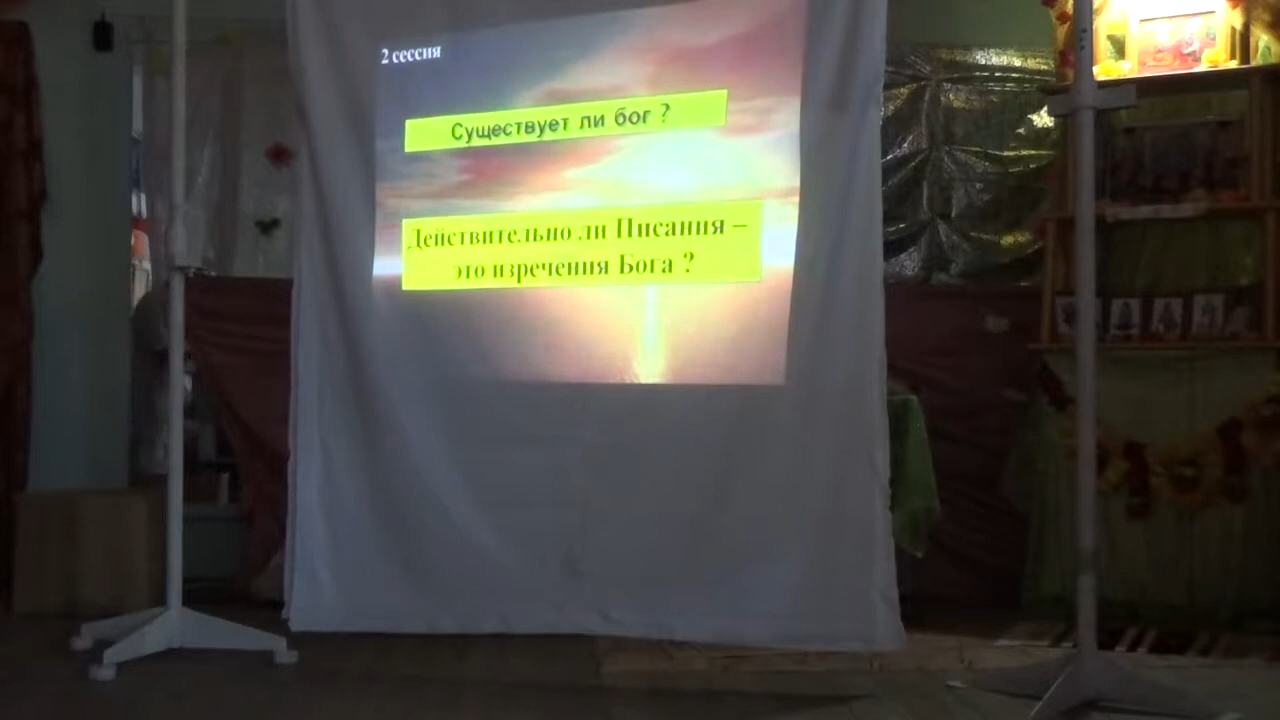 2 сессия
Существует ли бог ?
Действительно ли Писания –
это изречения Бога ?